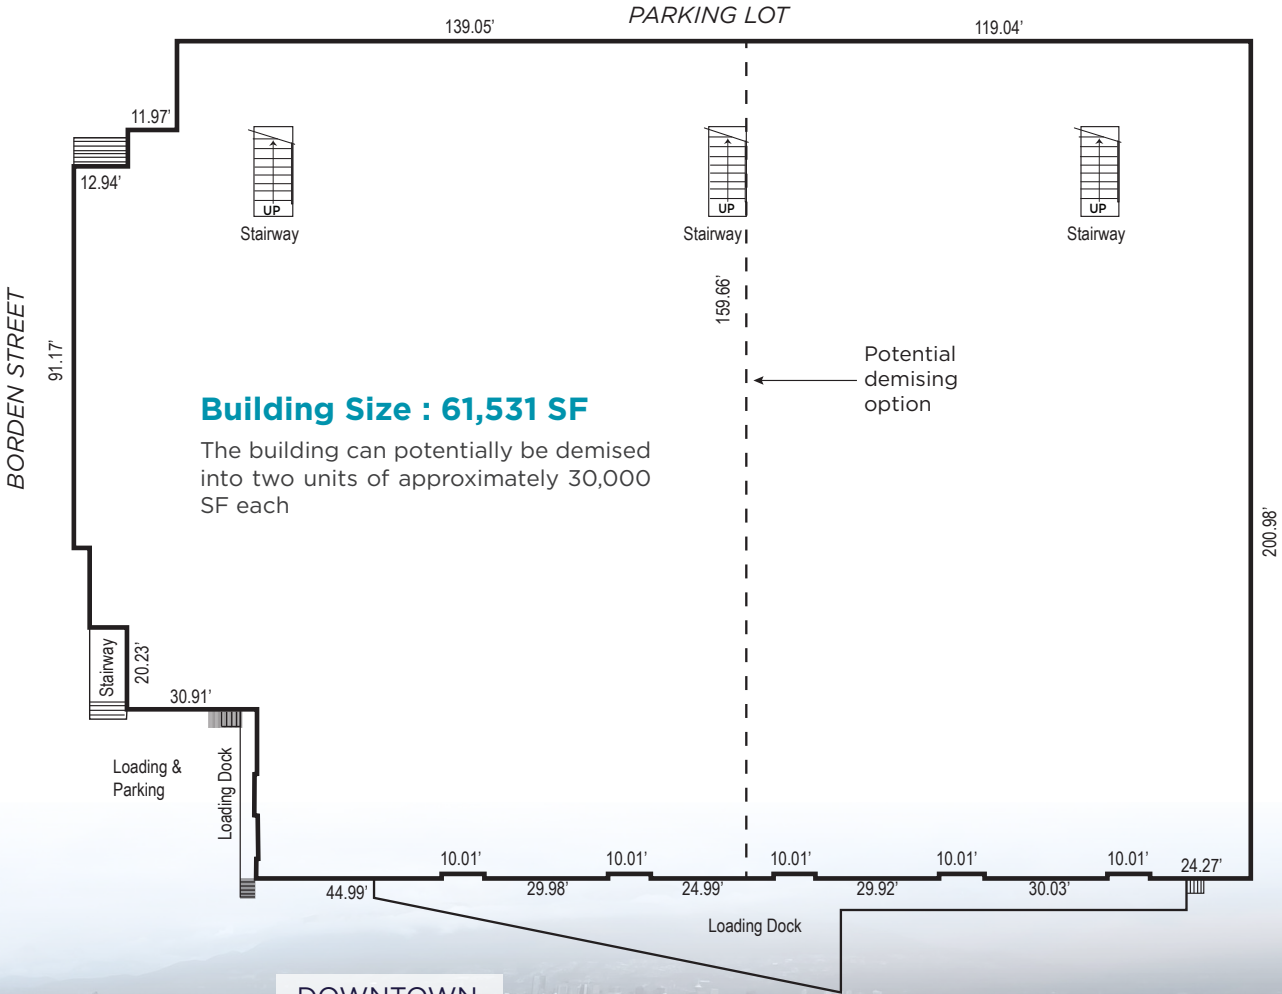 PARKING LOT
139.05’
119.04’
11.97’
12.94’
UP
UP
UP
Stairway
Stairway
Stairway
BORDEN STREET
91.17’
159.66’
Potential
demising
option
Building Size : 61,531 SF
The building can potentially be demised
into two units of approximately 30,000
SF each
200.98’
Stairway
20.23’
30.91’
Loading &
Parking
Loading Dock
10.01’
10.01’
10.01’
10.01’
10.01’
24.27’
44.99’
29.98’
24.99’
29.92’
30.03’
Loading Dock
DOWNTOWN